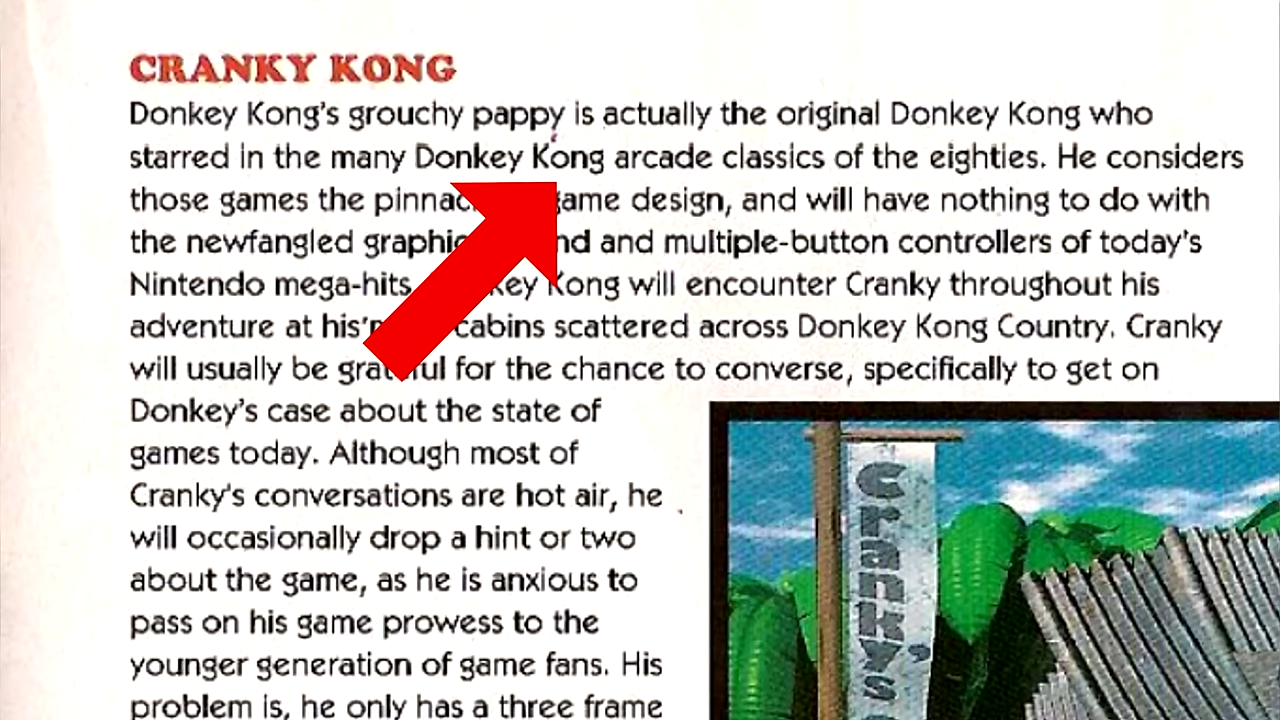 CRANKY KONG
Donkey Kong's grouchy pappy is actually the original Donkey Kong who
starred in the many Donkey Kong arcade classics of the eighties. He considers
those games the game design, and will have nothing to do with
the newfangled and multiple-button controllers of today's
Nintendo mega-hits Kong will encounter Cranky throughout his
adventure at his cabins scattered across Donkey Kong Country. Cranky
will usually be grateful for the chance to converse, specifically to get on
Donkey's case about the state of
games today. Although most of
Cranky's conversations are hot air, he
will occasionally drop a hint or two
about the game, as he is anxious to
pass on his game prowess to the
younger generation of game fans. His
problem is, he only has a three frame
Cranky's